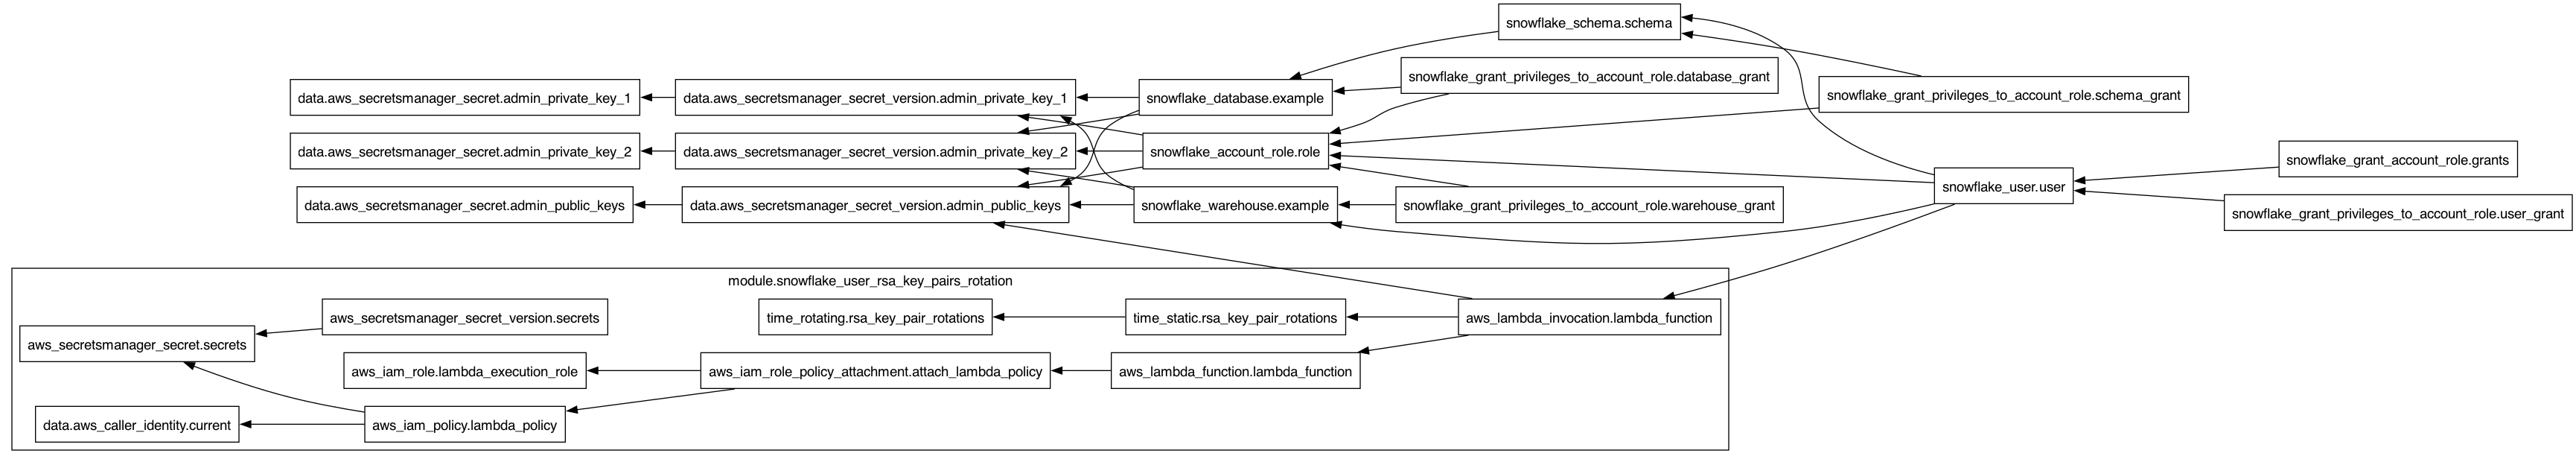 snowflake_schema.schema
snowflake_grant_privileges_to_account_role.database_grant
data.aws_secretsmanager_secret.admin_private_key_1
data.aws_secretsmanager_secret_version.admin_private_key_1
snowflake_database.example
snowflake_grant_privileges_to_account_role.schema_grant
data.aws_secretsmanager_secret.admin_private_key_2
data.aws_secretsmanager_secret_version.admin_private_key_2
snowflake_account_role.role
snowflake_grant_account_role.grants
snowflake_user.user
data.aws_secretsmanager_secret.admin_public_keys
data.aws_secretsmanager_secret_version.admin_public_keys
snowflake_warehouse.example
snowflake_grant_privileges_to_account_role.warehouse_grant
snowflake_grant_privileges_to_account_role.user_grant
module.snowflake_user_rsa_key_pairs_rotation
aws_secretsmanager_secret_version.secrets
time_rotating.rsa_key_pair_rotations
time_static.rsa_key_pair_rotations
aws_lambda_invocation.lambda_function
aws_secretsmanager_secret.secrets
aws_iam_role.lambda_execution_role
aws_iam_role_policy_attachment.attach_lambda_policy
aws_lambda_function.lambda_function
data.aws_caller_identity.current
aws_iam_policy.lambda_policy